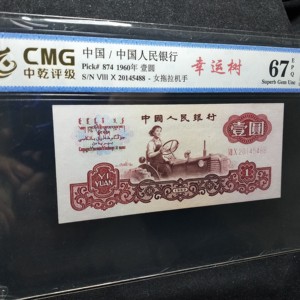 CMG
中乾评级
中国 / 中国人民银行
Pick# 874 1960年 壹圆
S/N VIII X 20145488 - 女拖拉机手
幸运树
67 EPQ
Superb Gem Unc
中国人民银行
壹圆
YI YUAN
1